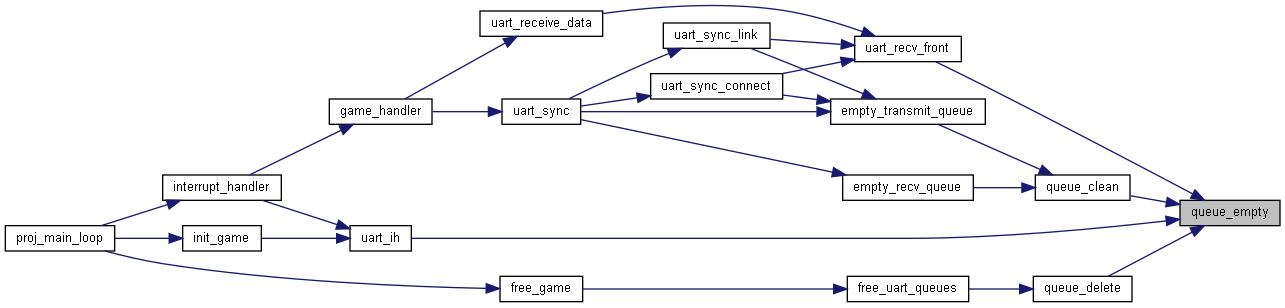 uart_receive_data
uart_sync_link
uart_recv_front
uart_sync_connect
game_handler
uart_sync
empty_transmit_queue
interrupt_handler
empty_recv_queue
queue_clean
queue_empty
proj_main_loop
init_game
uart_ih
free_game
free_uart_queues
queue_delete